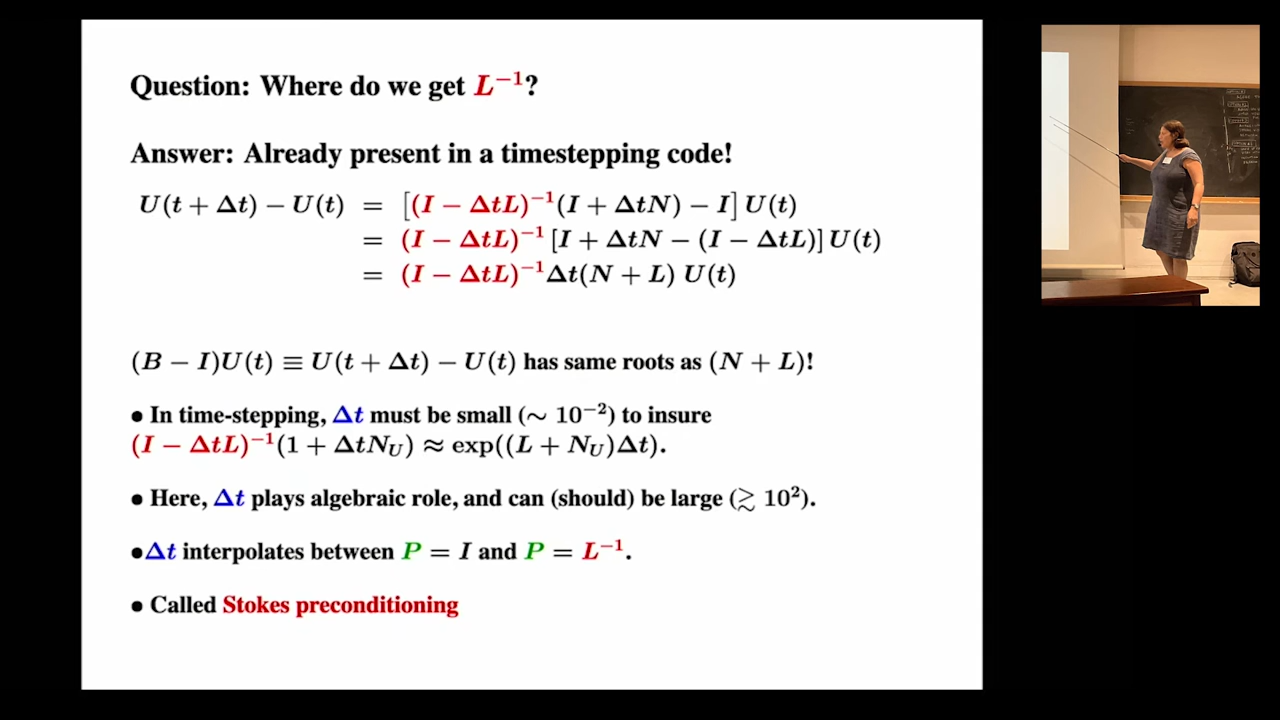 Question: Where do we get L⁻¹?
Answer: Already present in a timestepping code!
U(t + Δt) − U(t) = [(I − ΔtL)⁻¹(I + ΔtN) − I] U(t)
= (I − ΔtL)⁻¹ [I + ΔtN − (I − ΔtL)] U(t)
= (I − ΔtL)⁻¹Δt(N + L) U(t)
(B − I)U(t) ≡ U(t + Δt) − U(t) has same roots as (N + L)!
• In time-stepping, Δt must be small (∼ 10⁻²) to insure
(I − ΔtL)⁻¹(1 + ΔtN_U) ≈ exp((L + N_U)Δt).
• Here, Δt plays algebraic role, and can (should) be large (≳ 10²).
•Δt interpolates between P = I and P = L⁻¹.
• Called Stokes preconditioning